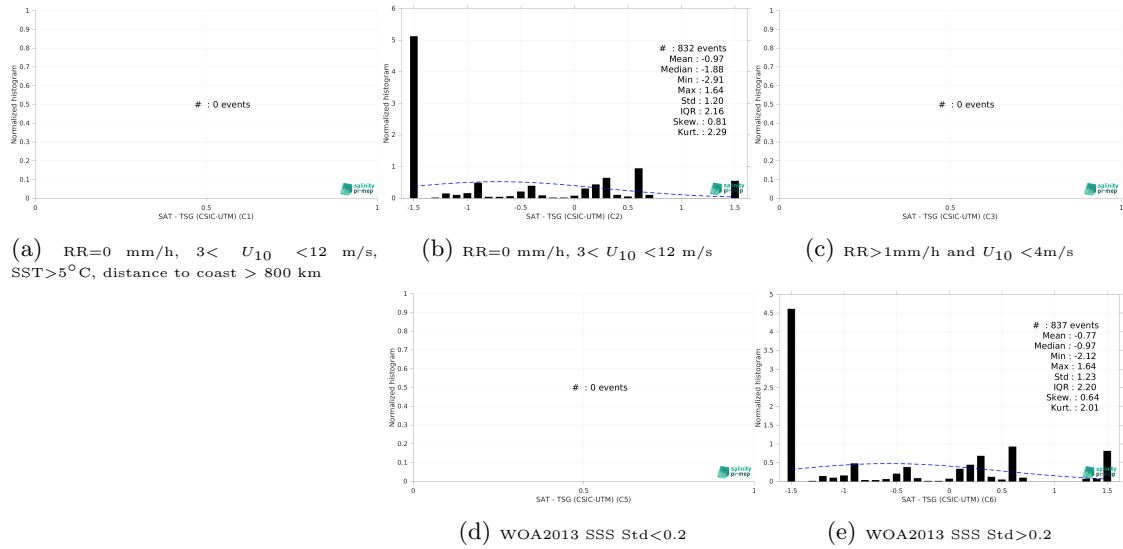 1
0.9
0.8
0.7
0.6
0.5
0.4
0.3
0.2
0.1
0
Normalized histogram
# : 0 events
salinity
pi-mep
0 0.5 1
SAT - TSG (CSIC-UTM) (C1)
(a) RR=0 mm/h, 3< U10 <12 m/s,
SST>5°C, distance to coast > 800 km
6
5
4
3
2
1
0
Normalized histogram
# : 832 events
Mean : -0.97
Median : -1.88
Min : -2.91
Max : 1.64
Std : 1.20
IQR : 2.16
Skew. : 0.81
Kurt. : 2.29
salinity
pi-mep
-1.5 -1 -0.5 0 0.5 1 1.5
SAT - TSG (CSIC-UTM) (C2)
(b) RR=0 mm/h, 3< U10 <12 m/s
1
0.9
0.8
0.7
0.6
0.5
0.4
0.3
0.2
0.1
0
Normalized histogram
# : 0 events
salinity
pi-mep
0 0.5 1
SAT - TSG (CSIC-UTM) (C3)
(c) RR>1mm/h and U10 <4m/s
1
0.9
0.8
0.7
0.6
0.5
0.4
0.3
0.2
0.1
0
Normalized histogram
# : 0 events
salinity
pi-mep
0 0.5 1
SAT - TSG (CSIC-UTM) (C5)
(d) WOA2013 SSS Std<0.2
5
4.5
4
3.5
3
2.5
2
1.5
1
0.5
0
Normalized histogram
# : 837 events
Mean : -0.77
Median : -0.97
Min : -2.12
Max : 1.64
Std : 1.23
IQR : 2.20
Skew. : 0.64
Kurt. : 2.01
salinity
pi-mep
-1.5 -1 -0.5 0 0.5 1 1.5
SAT - TSG (CSIC-UTM) (C6)
(e) WOA2013 SSS Std>0.2